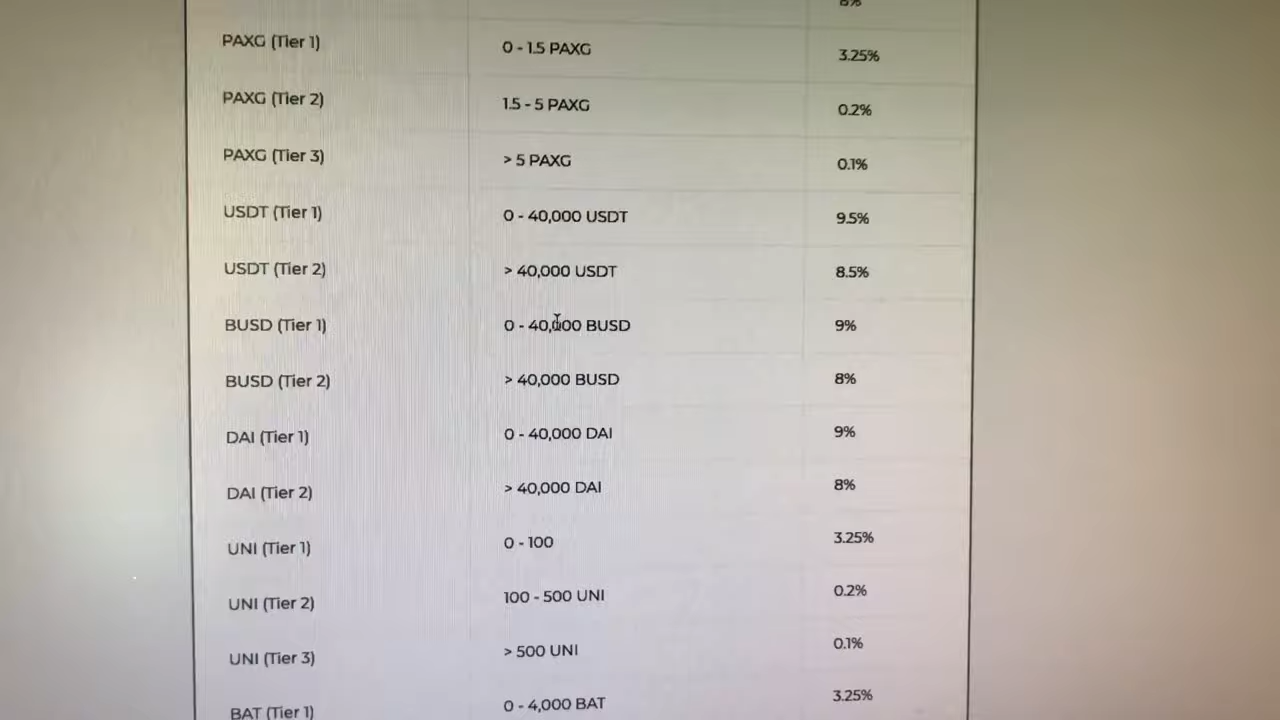 8%
PAXG (Tier 1) 0 - 1.5 PAXG 3.25%
PAXG (Tier 2) 1.5 - 5 PAXG 0.2%
PAXG (Tier 3) > 5 PAXG 0.1%
USDT (Tier 1) 0 - 40,000 USDT 9.5%
USDT (Tier 2) > 40,000 USDT 8.5%
BUSD (Tier 1) 0 - 40,000 BUSD 9%
BUSD (Tier 2) > 40,000 BUSD 8%
DAI (Tier 1) 0 - 40,000 DAI 9%
DAI (Tier 2) > 40,000 DAI 8%
UNI (Tier 1) 0 - 100 3.25%
UNI (Tier 2) 100 - 500 UNI 0.2%
UNI (Tier 3) > 500 UNI 0.1%
BAT (Tier 1) 0 - 4,000 BAT 3.25%